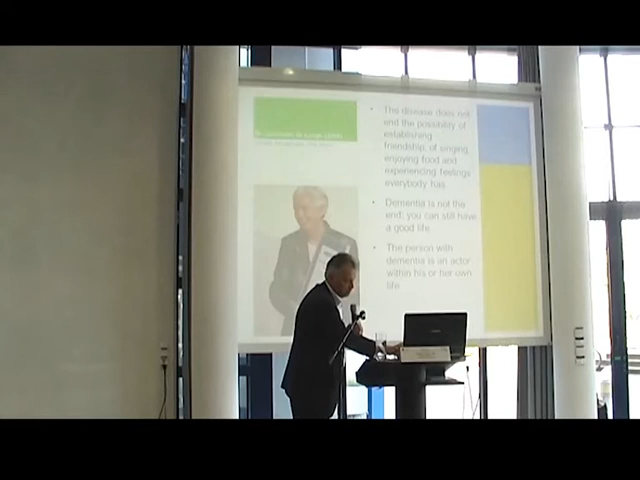 • The disease does not
end the possibility of
establishing
friendship, of singing
enjoying food and
experiencing feelings
everybody has.
• Dementia is not the
end; you can still have
a good life.
• The person with
dementia is an actor
within his or her own
life.